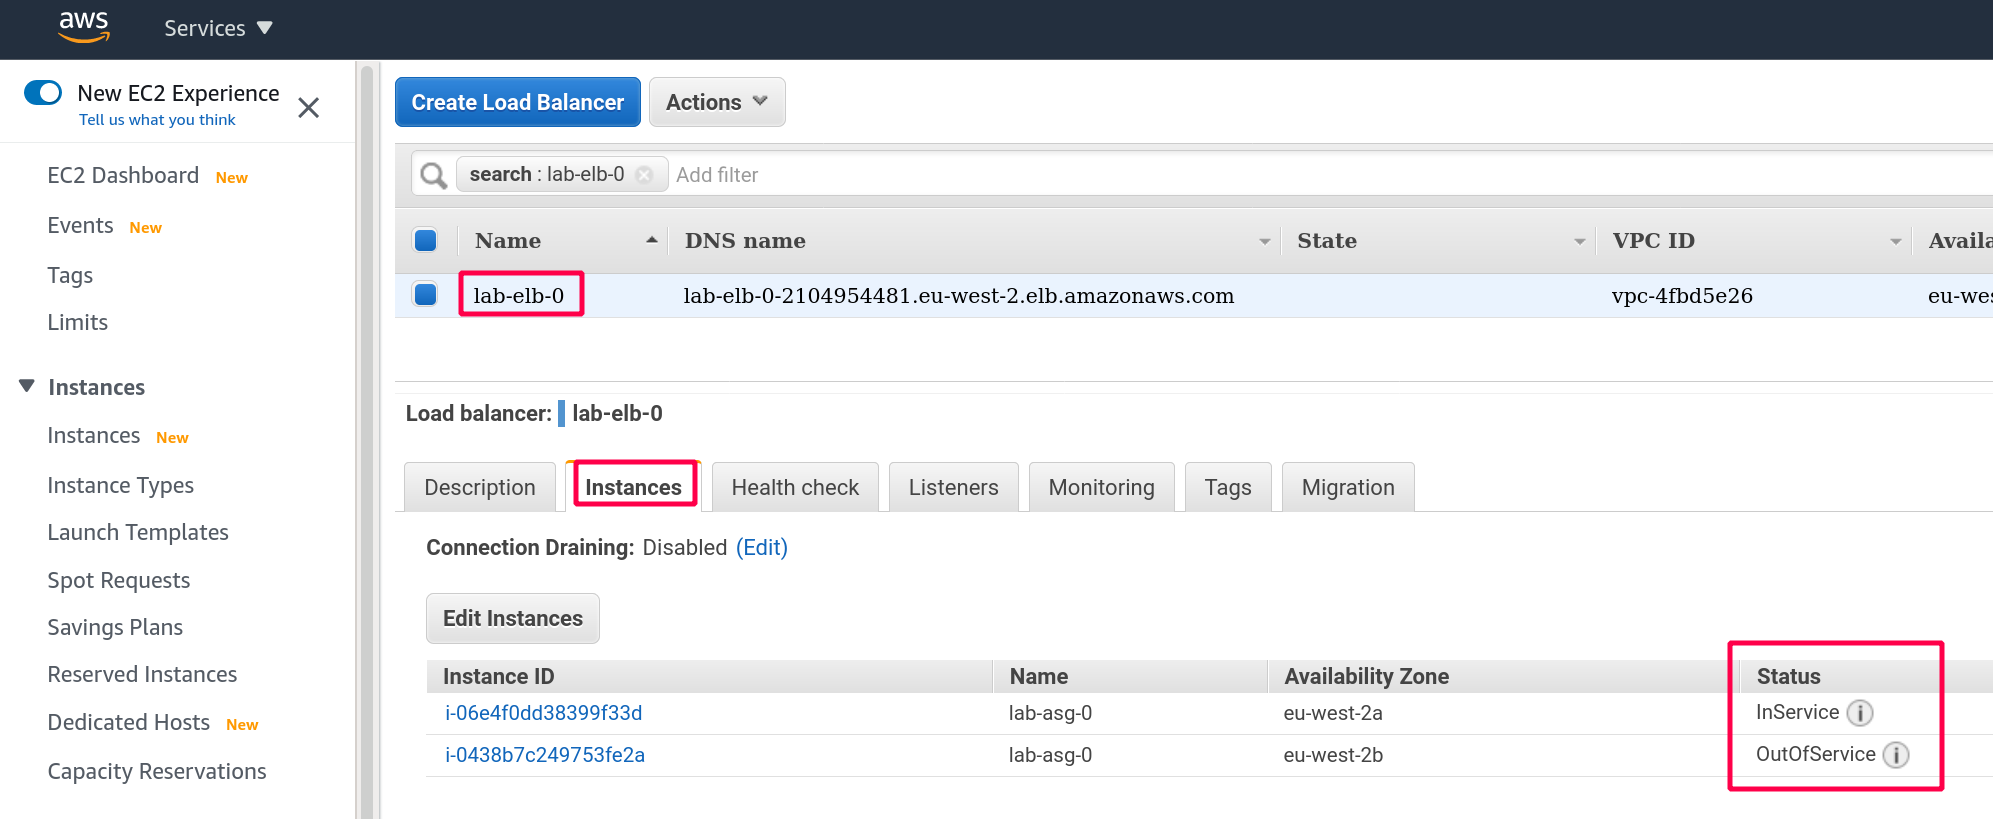 aws Services
New EC2 Experience
Tell us what you think
EC2 Dashboard New
Events New
Tags
Limits
Instances
Instances New
Instance Types
Launch Templates
Spot Requests
Savings Plans
Reserved Instances
Dedicated Hosts New
Capacity Reservations
Create Load Balancer Actions
search : lab-elb-0 Add filter
Name DNS name State VPC ID Availa
lab-elb-0 lab-elb-0-2104954481.eu-west-2.elb.amazonaws.com vpc-4fbd5e26 eu-wes
Load balancer: lab-elb-0
Description Instances Health check Listeners Monitoring Tags Migration
Connection Draining: Disabled (Edit)
Edit Instances
Instance ID Name Availability Zone Status
i-06e4f0dd38399f33d lab-asg-0 eu-west-2a InService
i-0438b7c249753fe2a lab-asg-0 eu-west-2b OutOfService